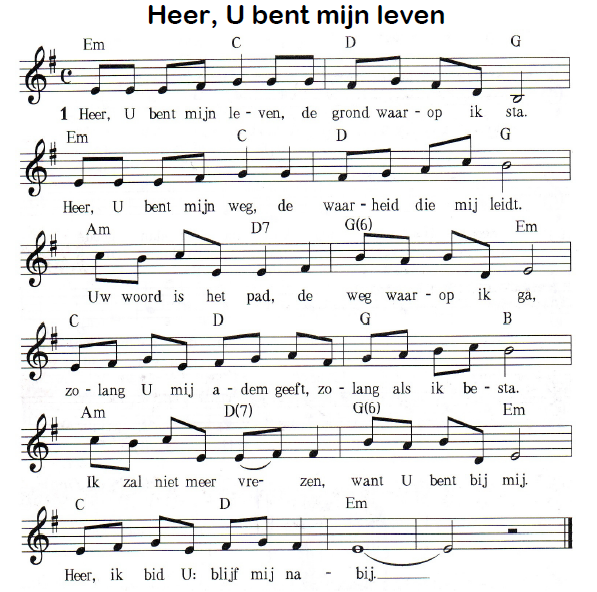 Heer, U bent mijn leven
Em C D G
1 Heer, U bent mijn le - ven, de grond waar - op ik sta.
Em C D G
Heer, U bent mijn weg, de waar - heid die mij leidt.
Am D7 G(6) Em
Uw woord is het pad, de weg waar - op ik ga,
C D G B
zo - lang U mij a - dem geeft, zo - lang als ik be - sta.
Am D(7) G(6) Em
Ik zal niet meer vre - zen, want U bent bij mij.
C D Em
Heer, ik bid U: blijf mij na - bij.